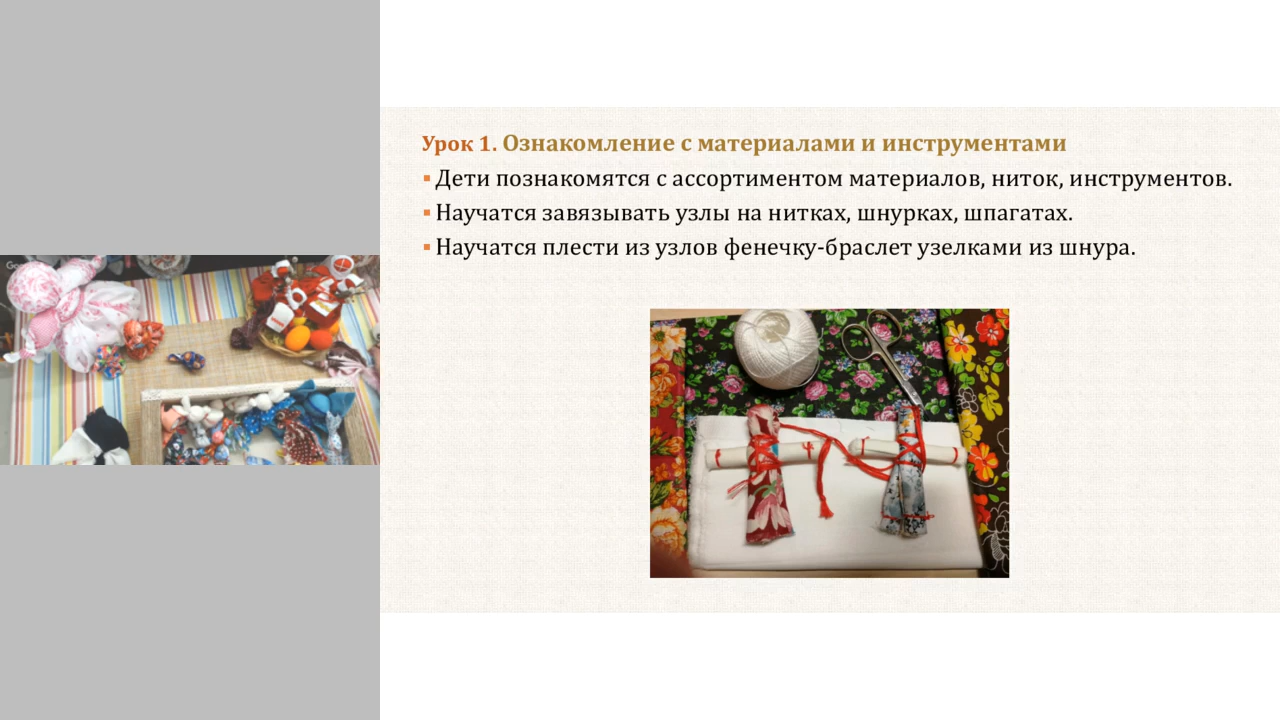 Урок 1. Ознакомление с материалами и инструментами
▪ Дети познакомятся с ассортиментом материалов, ниток, инструментов.
▪ Научатся завязывать узлы на нитках, шнурках, шпагатах.
▪ Научатся плести из узлов фенечку-браслет узелками из шнура.